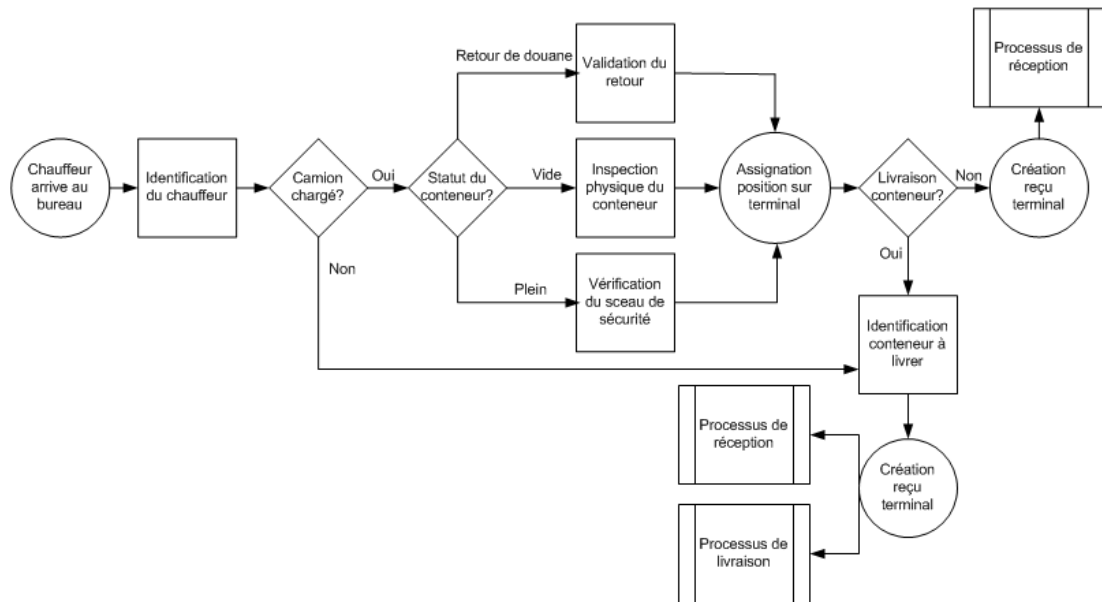 Processus de
réception
Retour de douane
Validation du
retour
Chauffeur
arrive au
bureau
Identification
du chauffeur
Camion
chargé?
Oui
Statut du
conteneur?
Vide
Inspection
physique du
conteneur
Assignation
position sur
terminal
Livraison
conteneur?
Non
Création
reçu
terminal
Non
Plein
Vérification
du sceau de
sécurité
Oui
Identification
conteneur à
livrer
Processus de
réception
Création
reçu
terminal
Processus de
livraison